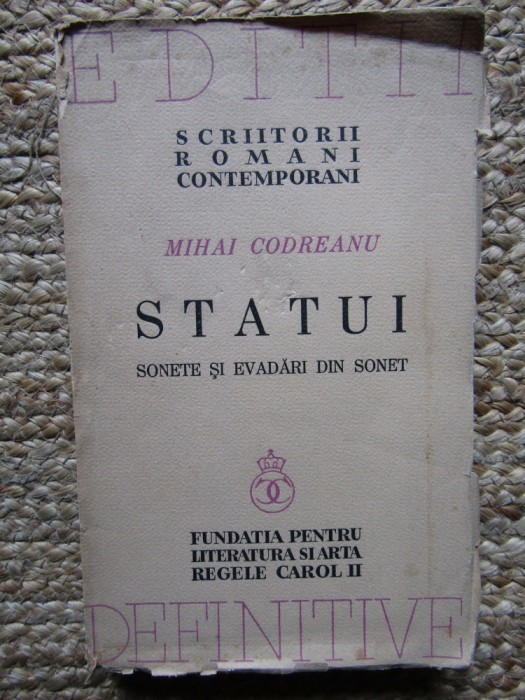 EDITII
SCRIITORII
ROMANI
CONTEMPORANI
MIHAI CODREANU
STATUI
SONETE ȘI EVADĂRI DIN SONET
FUNDATIA PENTRU
LITERATURA SI ARTA
REGELE CAROL II
DEFINITIVE